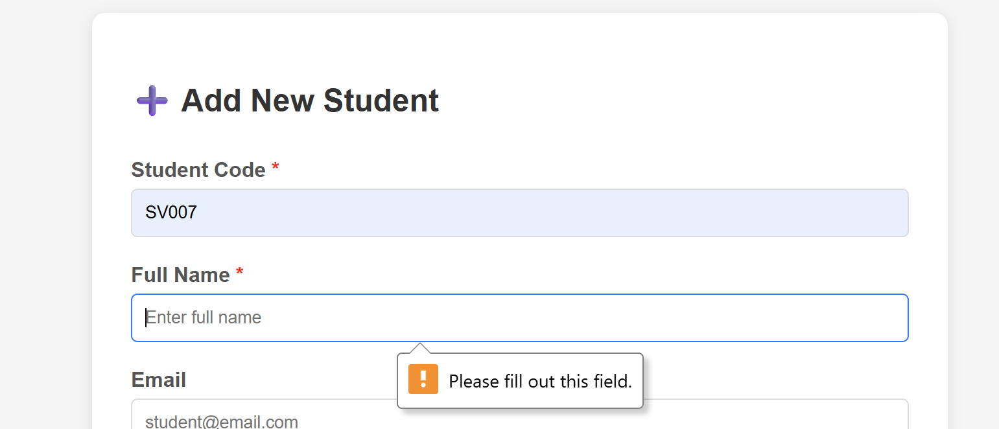 Add New Student
Student Code *
SV007
Full Name *
Enter full name
Please fill out this field.
Email
student@email.com